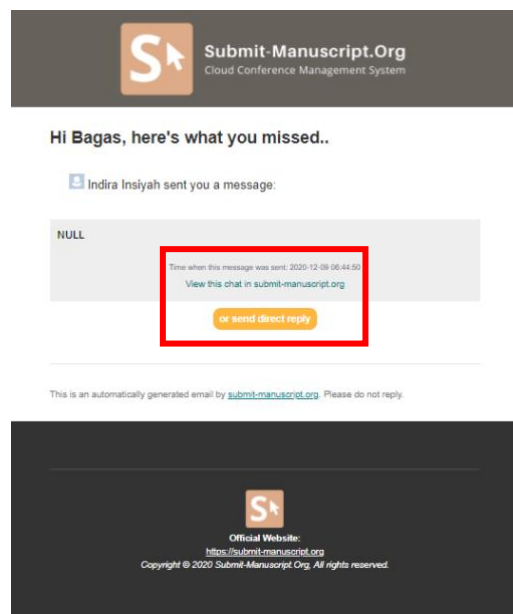 Submit-Manuscript.Org
Cloud Conference Management System
Hi Bagas, here's what you missed..
Indira Insiyah sent you a message:
NULL
Time when this message was sent: 2020-12-09 06:44:50
View this chat in submit-manuscript.org
or send direct reply
This is an automatically generated email by submit-manuscript.org. Please do not reply.
Official Website:
https://submit-manuscript.org
Copyright © 2020 Submit-Manuscript.Org, All rights reserved.